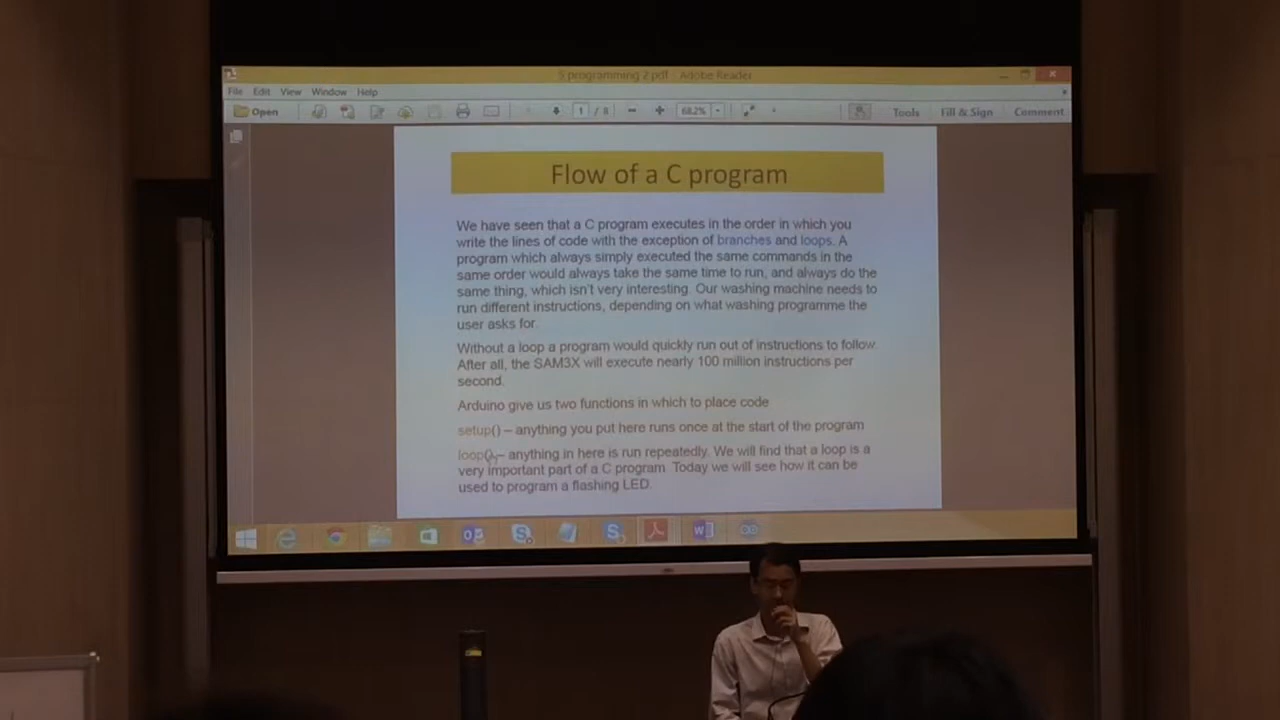 5 programming 2.pdf - Adobe Reader
File Edit View Window Help
Open 1 / 8 68.2% Tools Fill & Sign Comment
Flow of a C program
We have seen that a C program executes in the order in which you
write the lines of code with the exception of branches and loops. A
program which always simply executed the same commands in the
same order would always take the same time to run, and always do the
same thing, which isn't very interesting. Our washing machine needs to
run different instructions, depending on what washing programme the
user asks for.
Without a loop a program would quickly run out of instructions to follow.
After all, the SAM3X will execute nearly 100 million instructions per
second.
Arduino give us two functions in which to place code
setup() – anything you put here runs once at the start of the program
loop() – anything in here is run repeatedly. We will find that a loop is a
very important part of a C program. Today we will see how it can be
used to program a flashing LED.